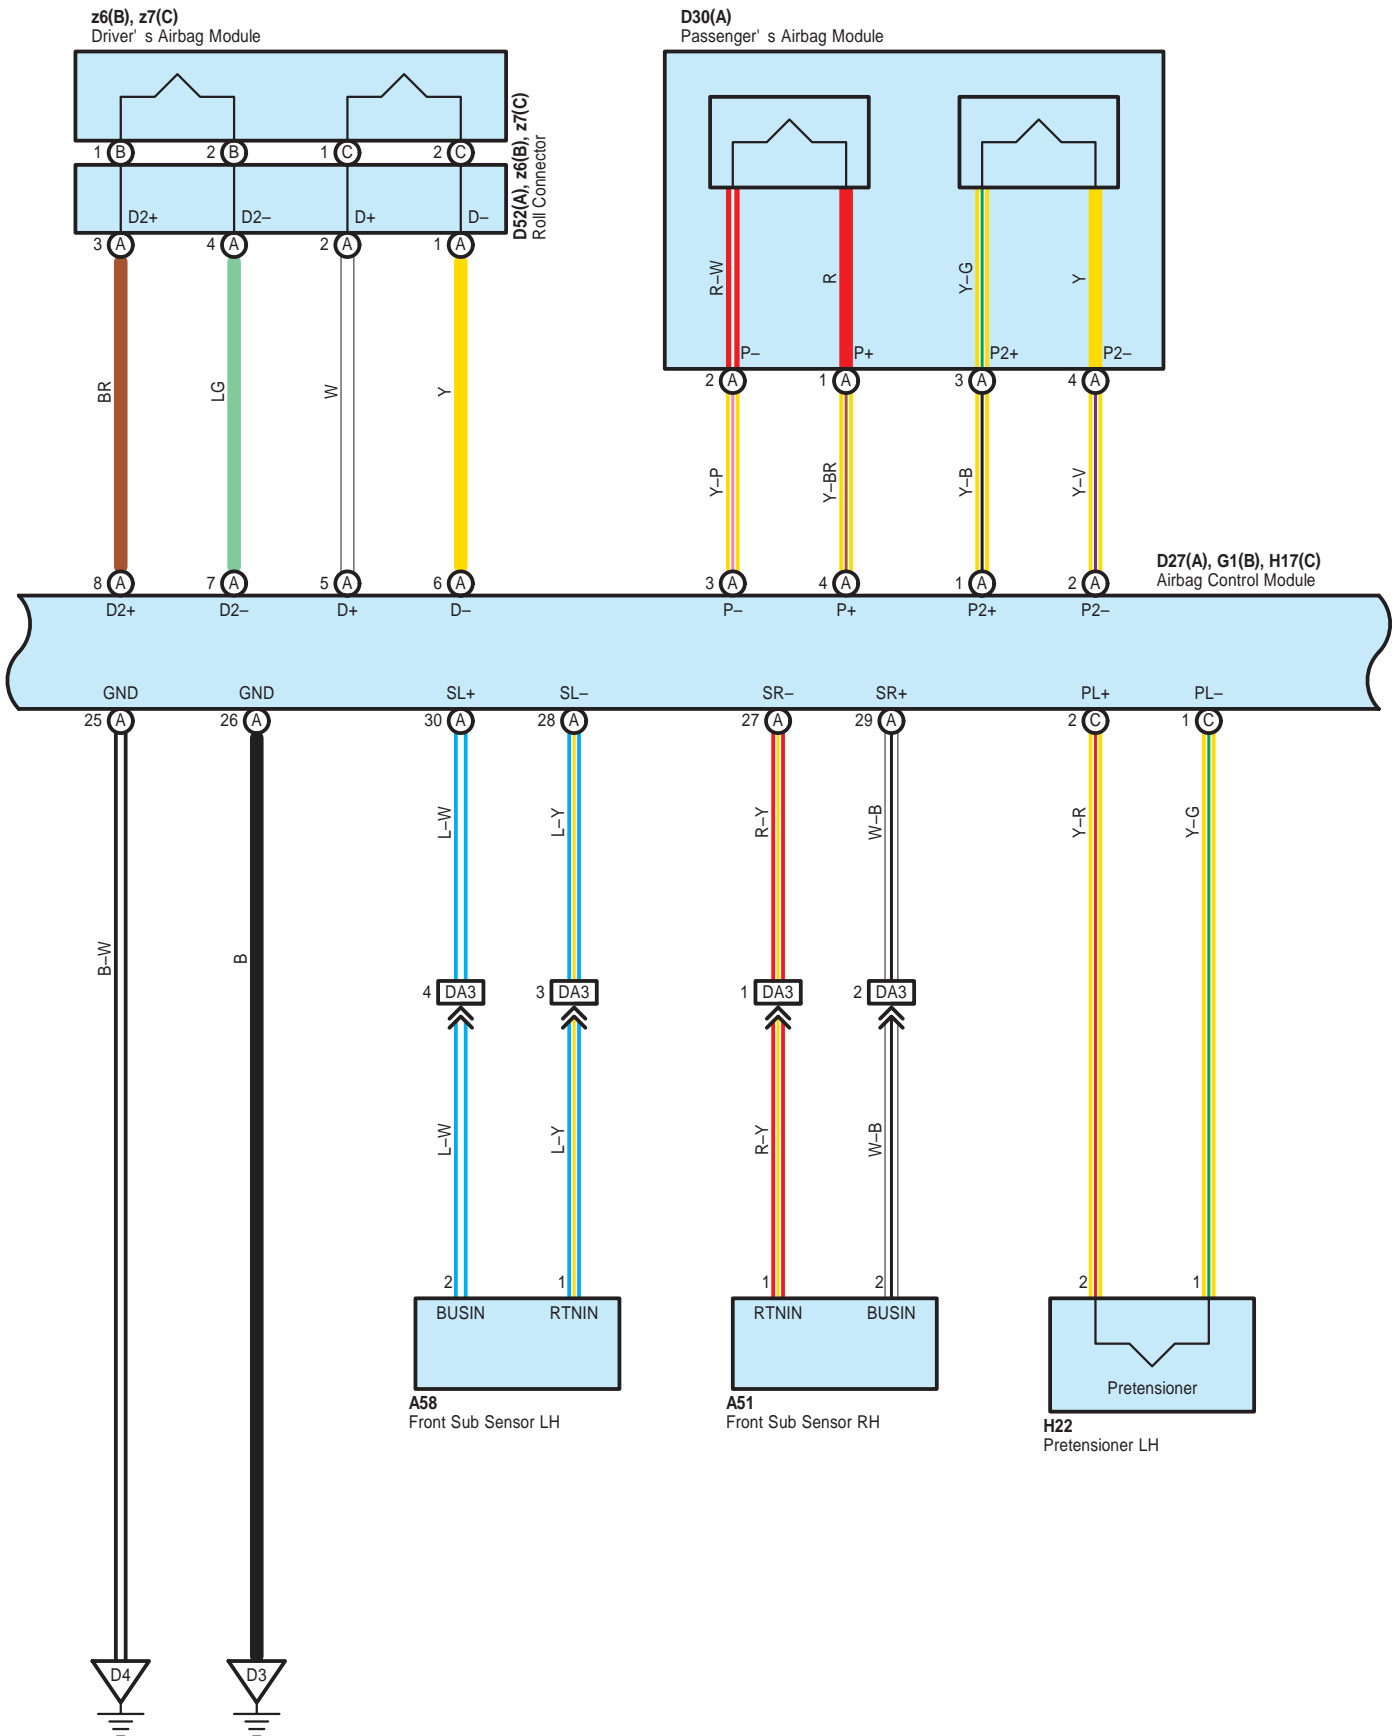 z6(B), z7(C)
Driver' s Airbag Module
D30(A)
Passenger' s Airbag Module
1 B 2 B 1 C 2 C
D52(A), z6(B), z7(C)
Roll Connector
D2+ D2– D+ D–
3 A 4 A 2 A 1 A
R–W R Y–G Y
P– P+ P2+ P2–
2 A 1 A 3 A 4 A
BR LG W Y
Y–P Y–BR Y–B Y–V
D27(A), G1(B), H17(C)
Airbag Control Module
8 A 7 A 5 A 6 A 3 A 4 A 1 A 2 A
D2+ D2– D+ D– P– P+ P2+ P2–
GND GND SL+ SL– SR– SR+ PL+ PL–
25 A 26 A 30 A 28 A 27 A 29 A 2 C 1 C
L–W L–Y R–Y W–B Y–R Y–G
B–W B
4 DA3 3 DA3 1 DA3 2 DA3
L–W L–Y R–Y W–B
2 1 1 2 2 1
BUSIN RTNIN RTNIN BUSIN
Pretensioner
A58
Front Sub Sensor LH
A51
Front Sub Sensor RH
H22
Pretensioner LH
D4 D3